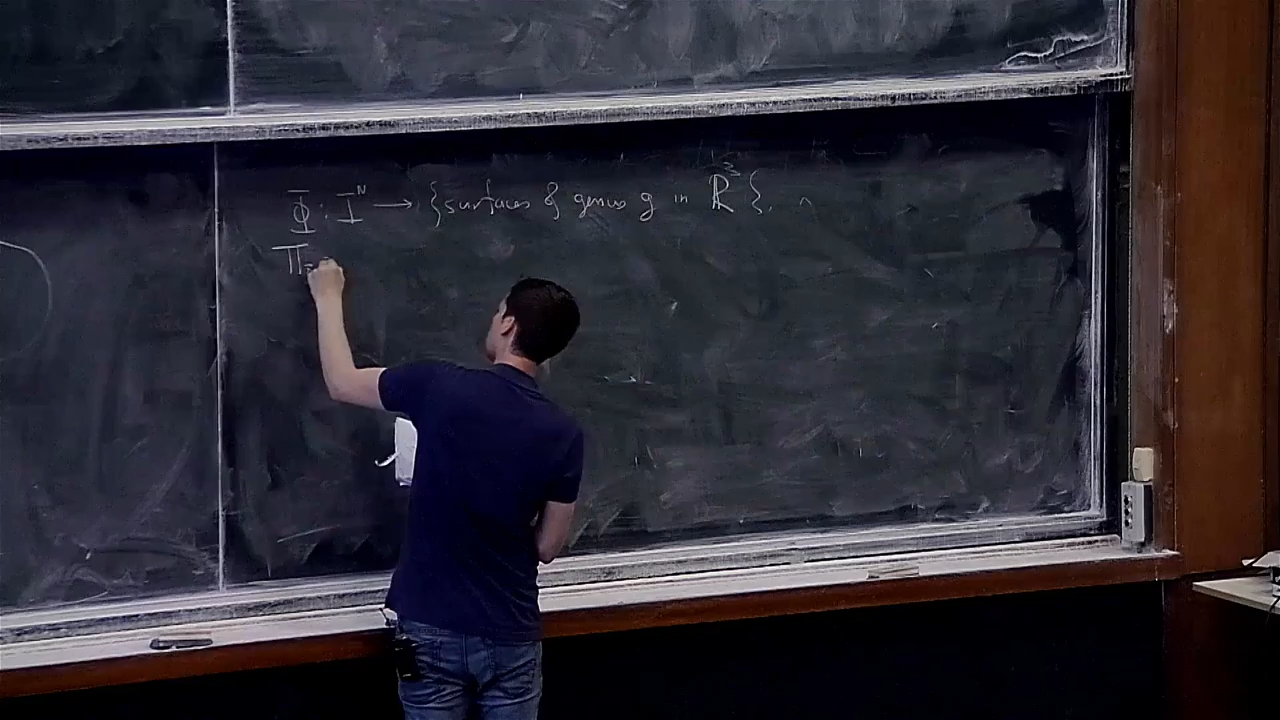 Φ : I^N → {surfaces of genus g in ℝ^3}.
Π =